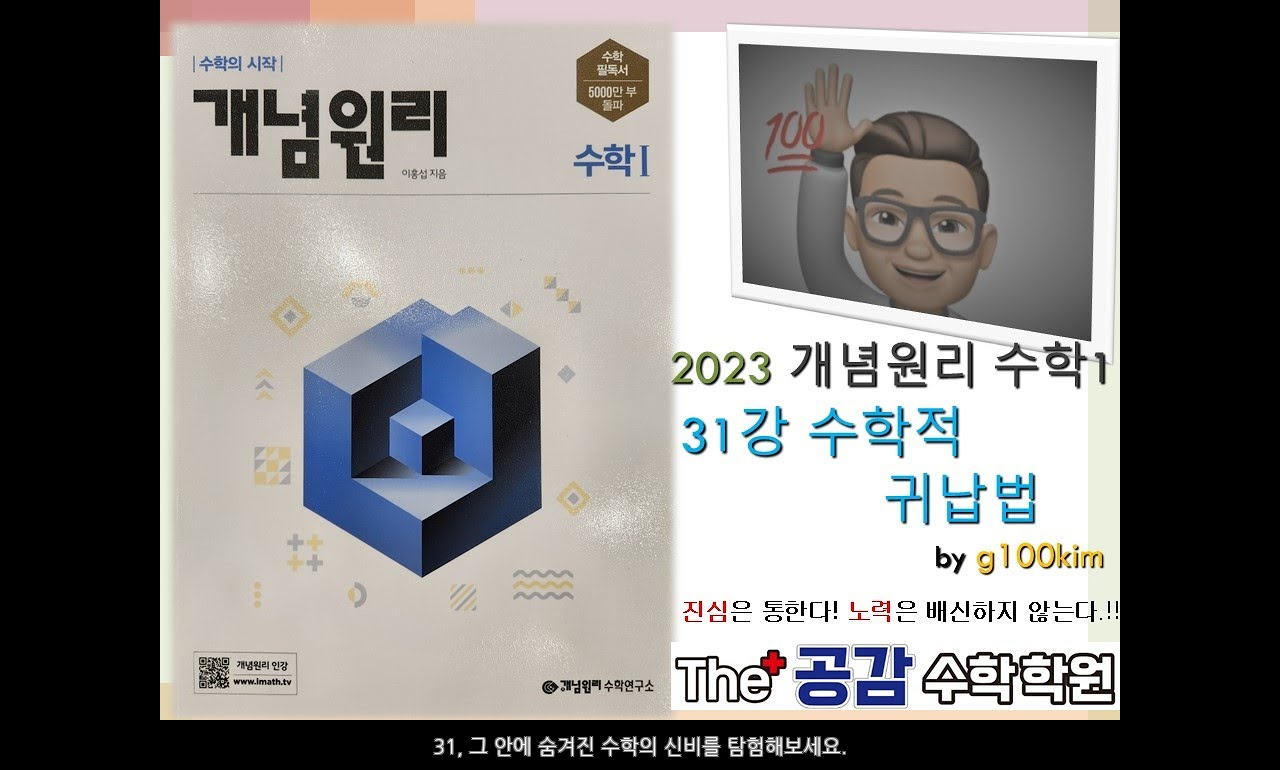 수학의 시작
개념원리
이홍섭 지음
수학
필독서
5000만 부
돌파
수학 I
개념원리 인강
www.imath.tv
개념원리 수학연구소
100
2023 개념원리 수학1
31강 수학적
귀납법
by g100kim
진심은 통한다! 노력은 배신하지 않는다.!!
The+ 공감 수학학원
31, 그 안에 숨겨진 수학의 신비를 탐험해보세요.